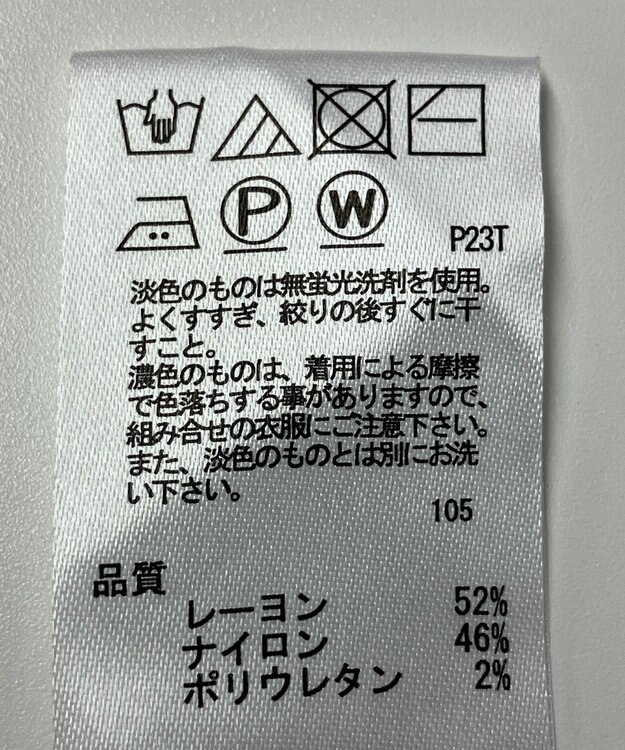 P
W
P23T
淡色のものは無蛍光洗剤を使用。
よくすすぎ、絞りの後すぐに干
すこと。
濃色のものは、着用による摩擦
で色落ちする事がありますので、
組み合せの衣服にご注意下さい。
また、淡色のものとは別にお洗
い下さい。
105
品質
レーヨン 52%
ナイロン 46%
ポリウレタン 2%